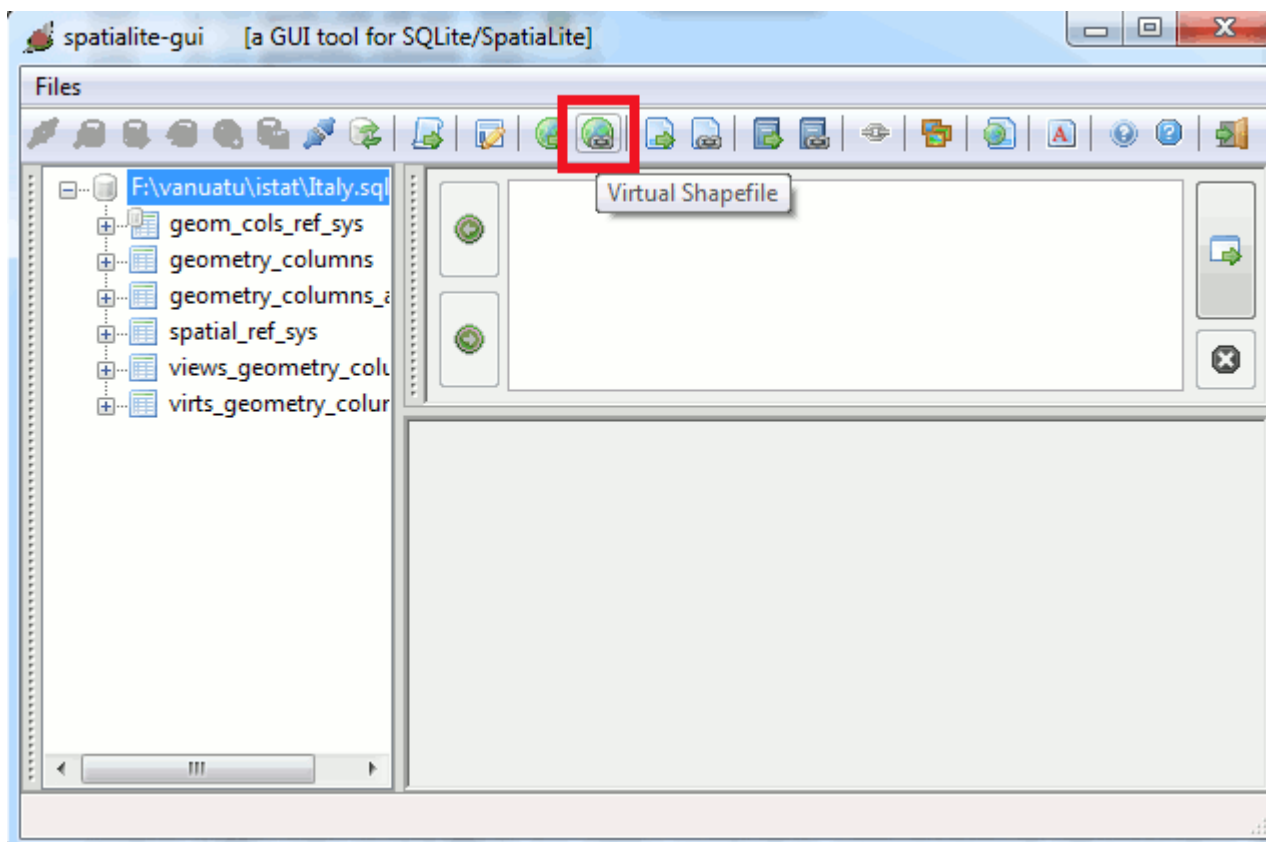 spatialite-gui [a GUI tool for SQLite/SpatiaLite]
Files
Virtual Shapefile
F:\vanuatu\istat\Italy.sql
geom_cols_ref_sys
geometry_columns
geometry_columns_a
spatial_ref_sys
views_geometry_colu
virts_geometry_colur